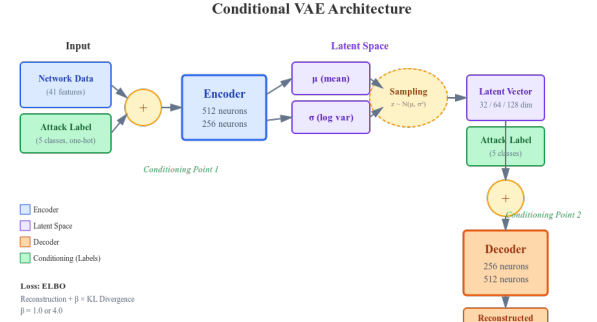 Conditional VAE Architecture
Input
Latent Space
Network Data
(41 features)
Attack Label
(5 classes, one-hot)
+
Encoder
512 neurons
256 neurons
μ (mean)
σ (log var)
Sampling
z ~ N(μ, σ²)
Latent Vector
32 / 64 / 128 dim
Attack Label
(5 classes)
Conditioning Point 1
+
Conditioning Point 2
Decoder
256 neurons
512 neurons
Reconstructed
Encoder
Latent Space
Decoder
Conditioning (Labels)
Loss: ELBO
Reconstruction + β × KL Divergence
β = 1.0 or 4.0